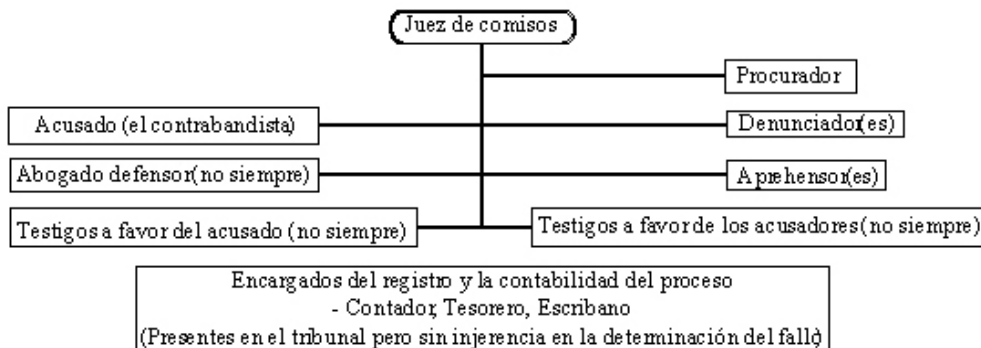 Juez de comisos
Procurador
Acusado (el contrabandista)
Denunciador(es)
Abogado defensor(no siempre)
Aprehensor(es)
Testigos a favor del acusado (no siempre)
Testigos a favor de los acusadores (no siempre)
Encargados del registro y la contabilidad del proceso
- Contador, Tesorero, Escribano
(Presentes en el tribunal pero sin injerencia en la determinación del fallo)